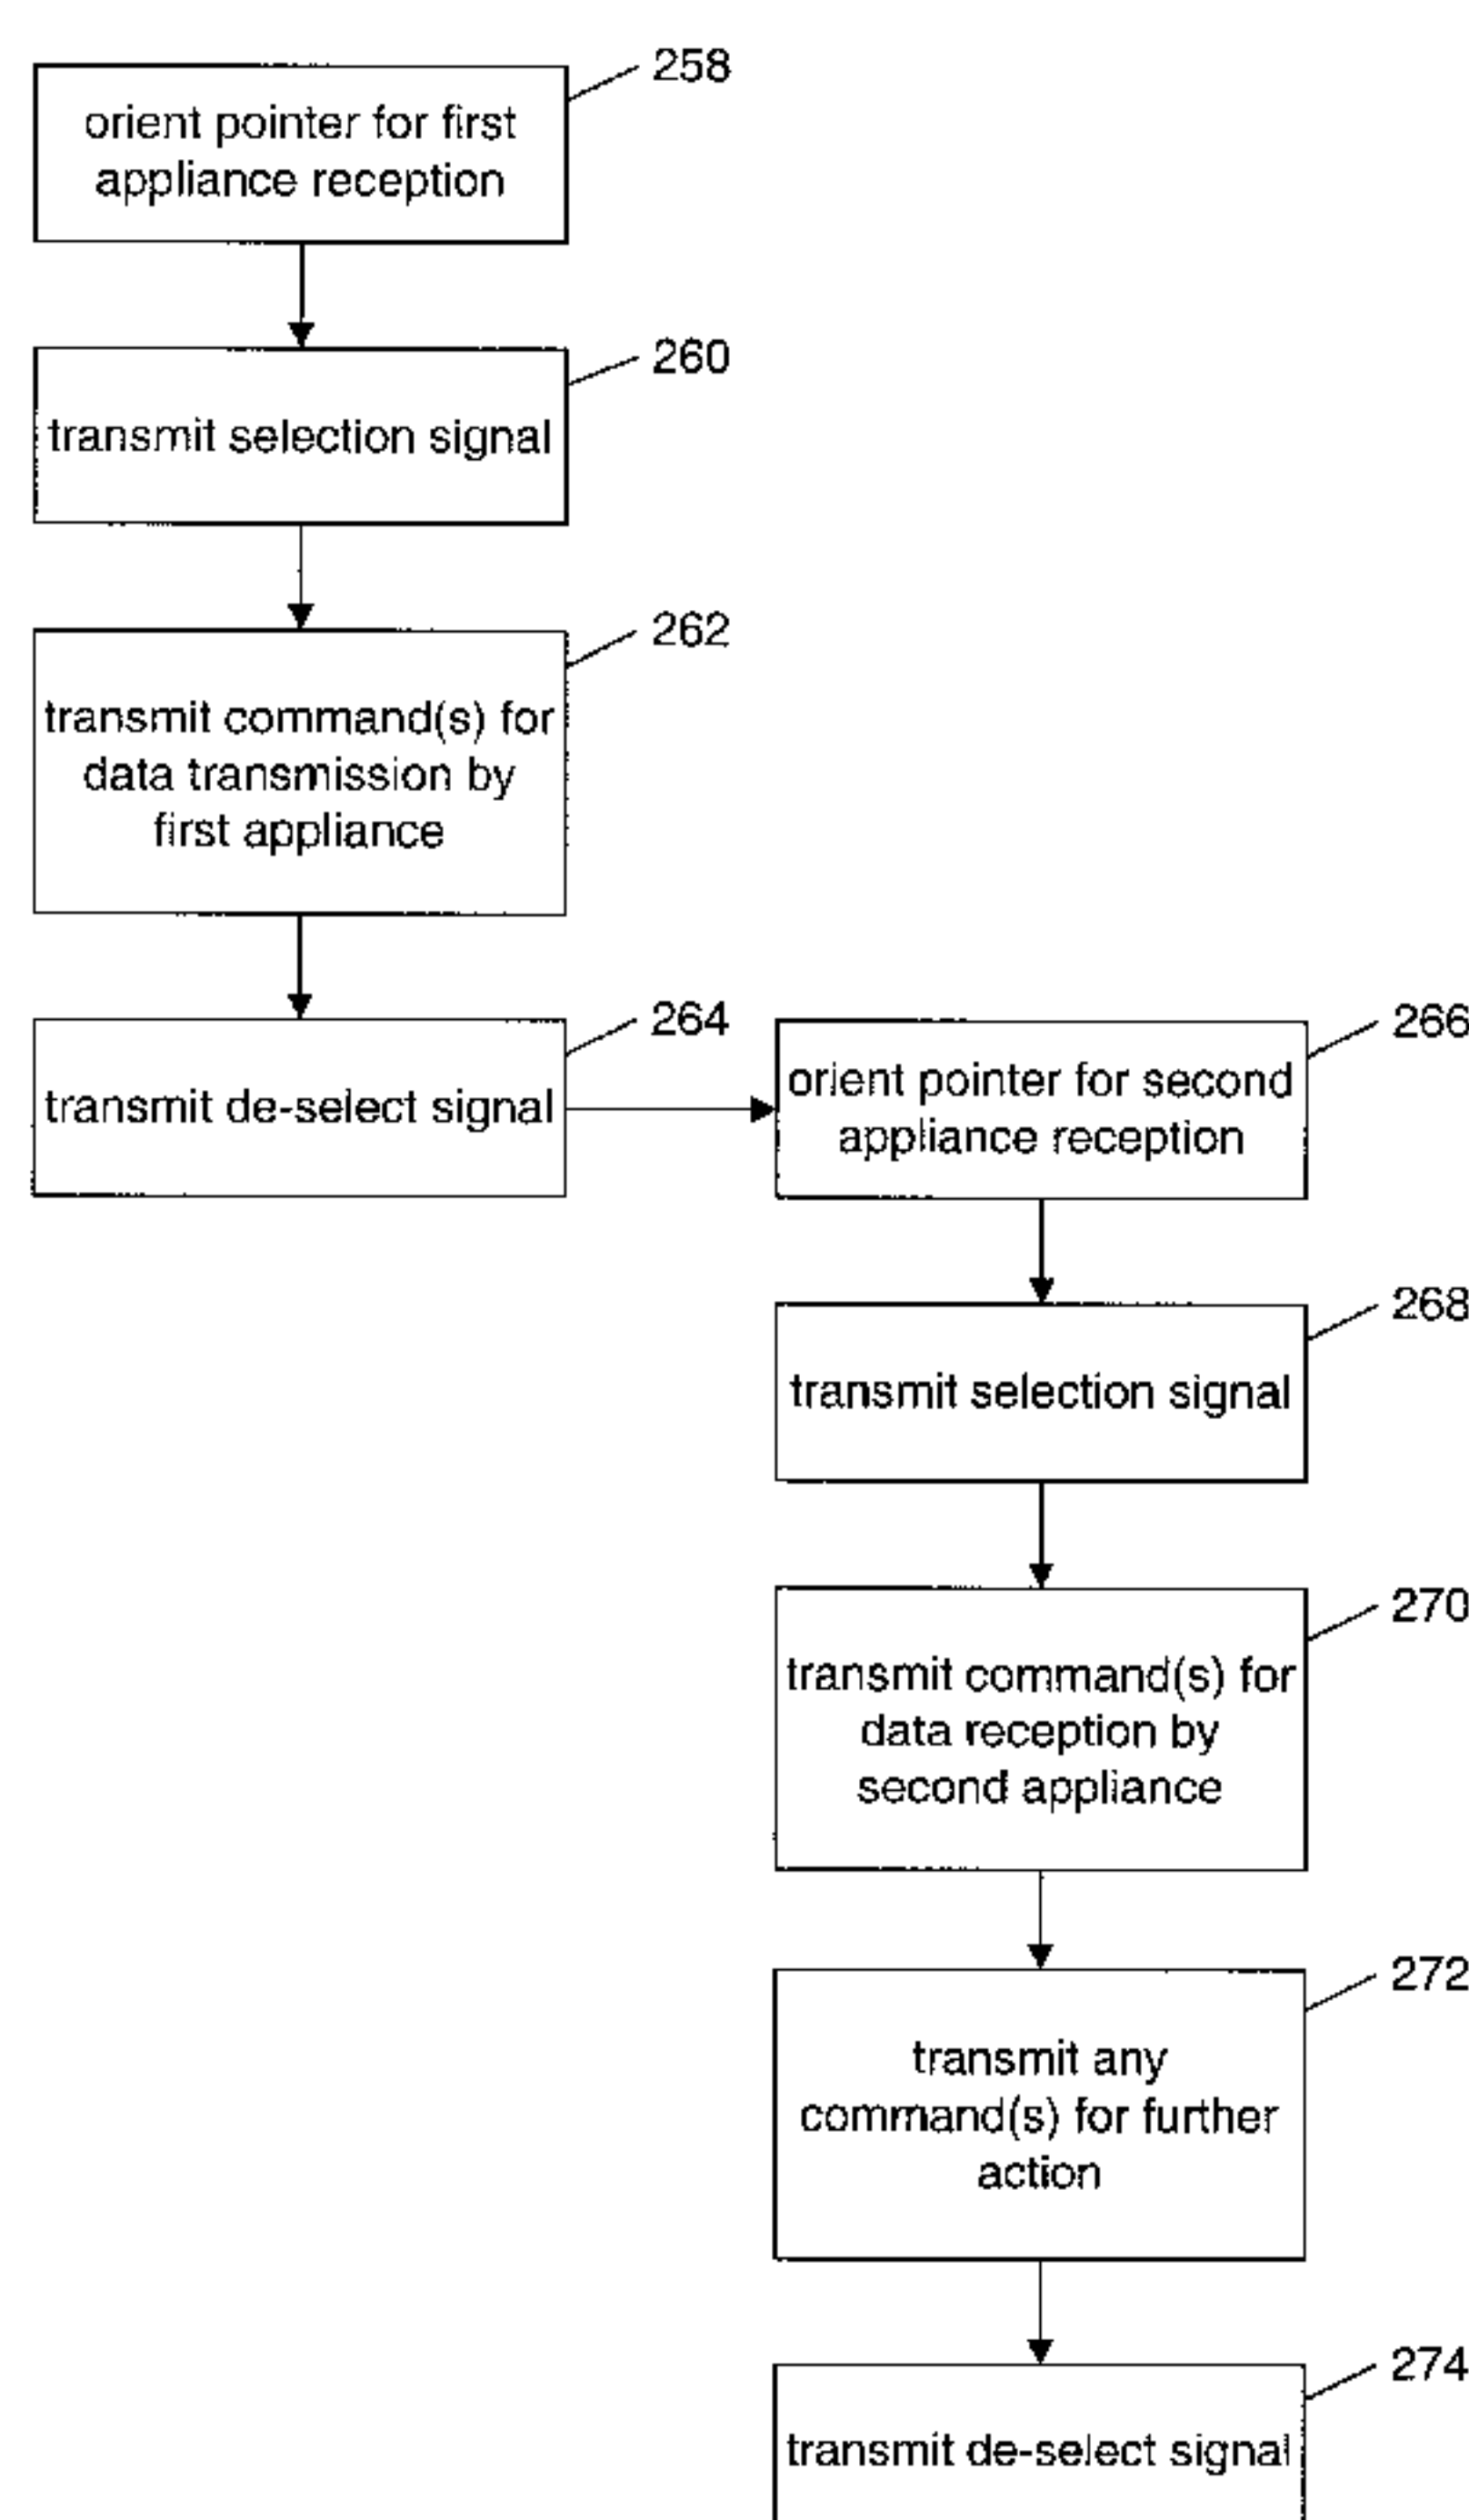 258
orient pointer for first
appliance reception
260
transmit selection signal
262
transmit command(s) for
data transmission by
first appliance
264
transmit de-select signal
266
orient pointer for second
appliance reception
268
transmit selection signal
270
transmit command(s) for
data reception by
second appliance
272
transmit any
command(s) for further
action
274
transmit de-select signal